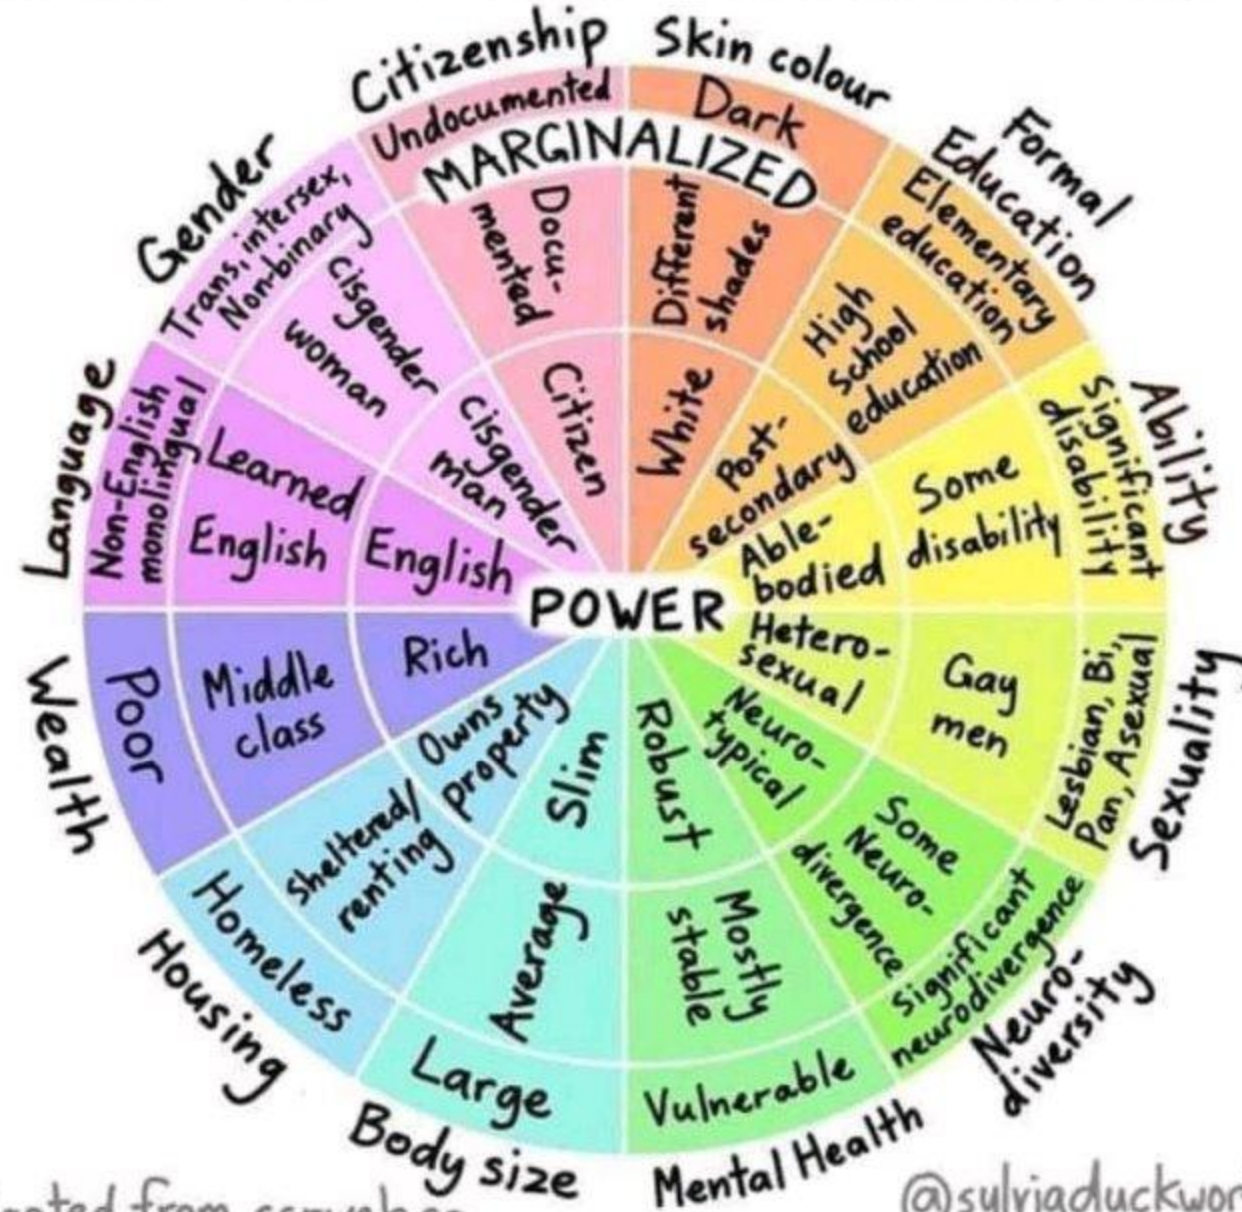 Citizenship
Undocumented
Docu-
mented
Citizen
Skin colour
Dark
Different
shades
White
Formal
Education
Elementary
education
High
School
education
Post-
secondary
Ability
Significant
disability
Some
disability
Able-
bodied
Sexuality
Lesbian, Bi,
Pan, Asexual
Gay
men
Hetero-
sexual
Neuro-
diversity
Significant
neurodivergence
Some
Neuro-
divergence
Neuro-
typical
Mental Health
Vulnerable
Mostly
stable
Robust
Body size
Large
Average
Slim
Housing
Homeless
Sheltered/
renting
Owns
property
Wealth
Poor
Middle
class
Rich
Language
Non-English
monolingual
Learned
English
English
Gender
Trans, intersex,
Non-binary
cisgender
woman
cisgender
man
MARGINALIZED
POWER
from
@sylviaduckwor